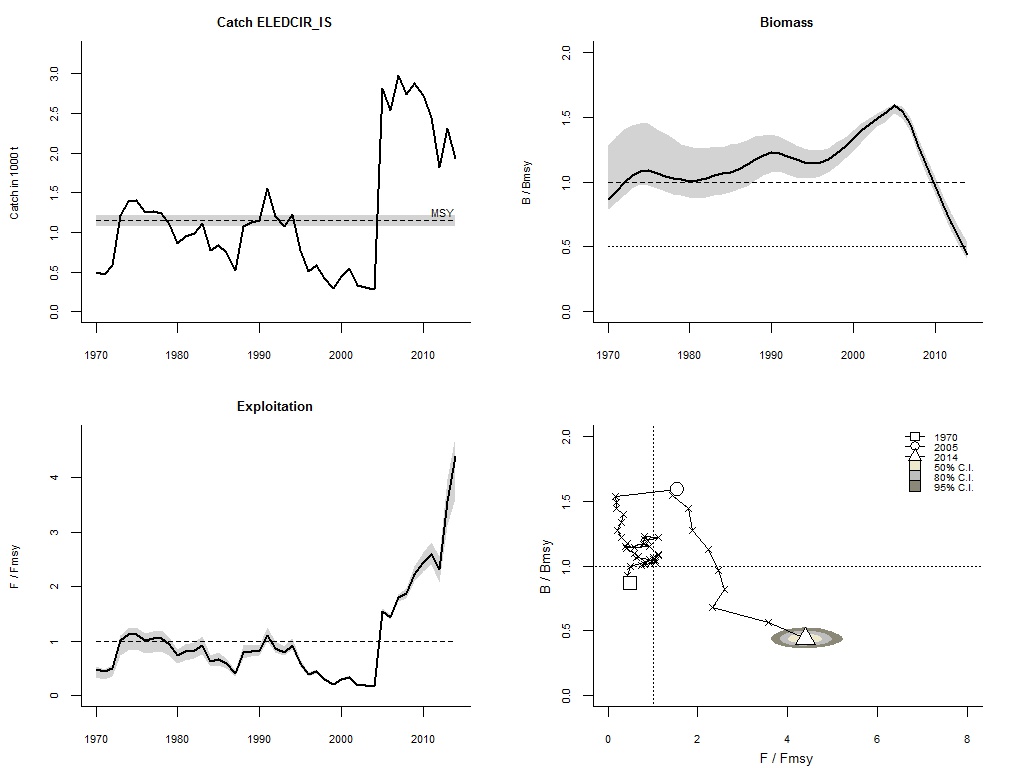 Catch ELEDCIR_IS
Catch in 1000 t
3.0
2.5
2.0
1.5
1.0
0.5
0.0
MSY
1970 1980 1990 2000 2010
Biomass
B / Bmsy
2.0
1.5
1.0
0.5
0.0
1970 1980 1990 2000 2010
Exploitation
F / Fmsy
4
3
2
1
0
1970 1980 1990 2000 2010
B / Bmsy
2.0
1.5
1.0
0.5
0.0
1970
2005
2014
50% C.I.
80% C.I.
95% C.I.
0 2 4 6 8
F / Fmsy